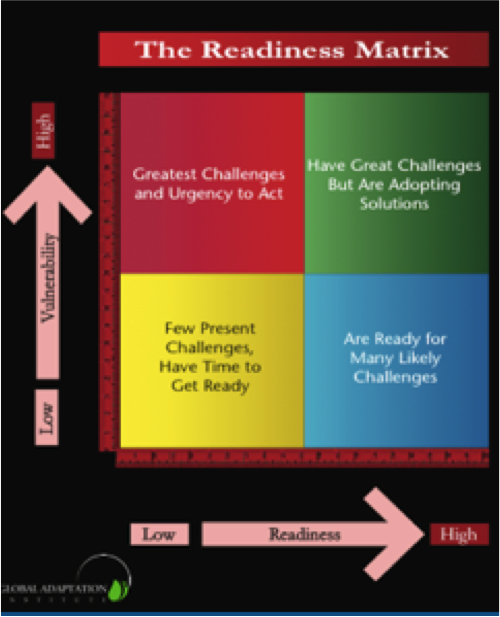 The Readiness Matrix
High
Vulnerability
Low
Greatest Challenges
and Urgency to Act
Have Great Challenges
But Are Adopting
Solutions
Few Present
Challenges,
Have Time to
Get Ready
Are Ready for
Many Likely
Challenges
Low
Readiness
High
GLOBAL ADAPTATION
INSTITUTE